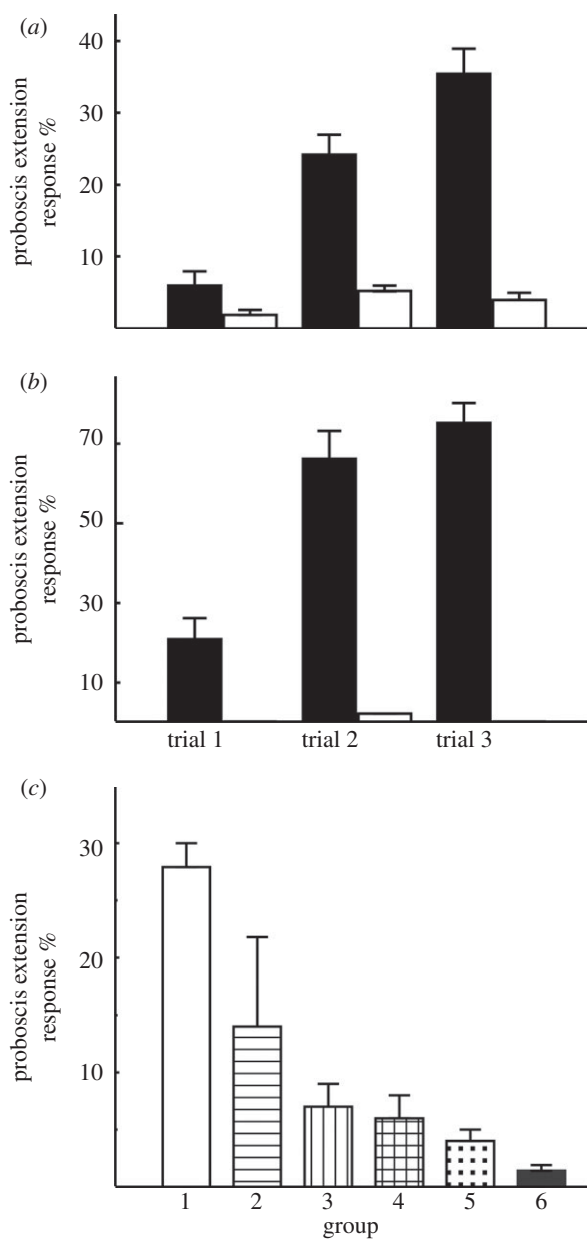 (a)
40
30
20
10
proboscis extension
response %
(b)
70
50
30
10
proboscis extension
response %
trial 1 trial 2 trial 3
(c)
30
20
10
proboscis extension
response %
1 2 3 4 5 6
group